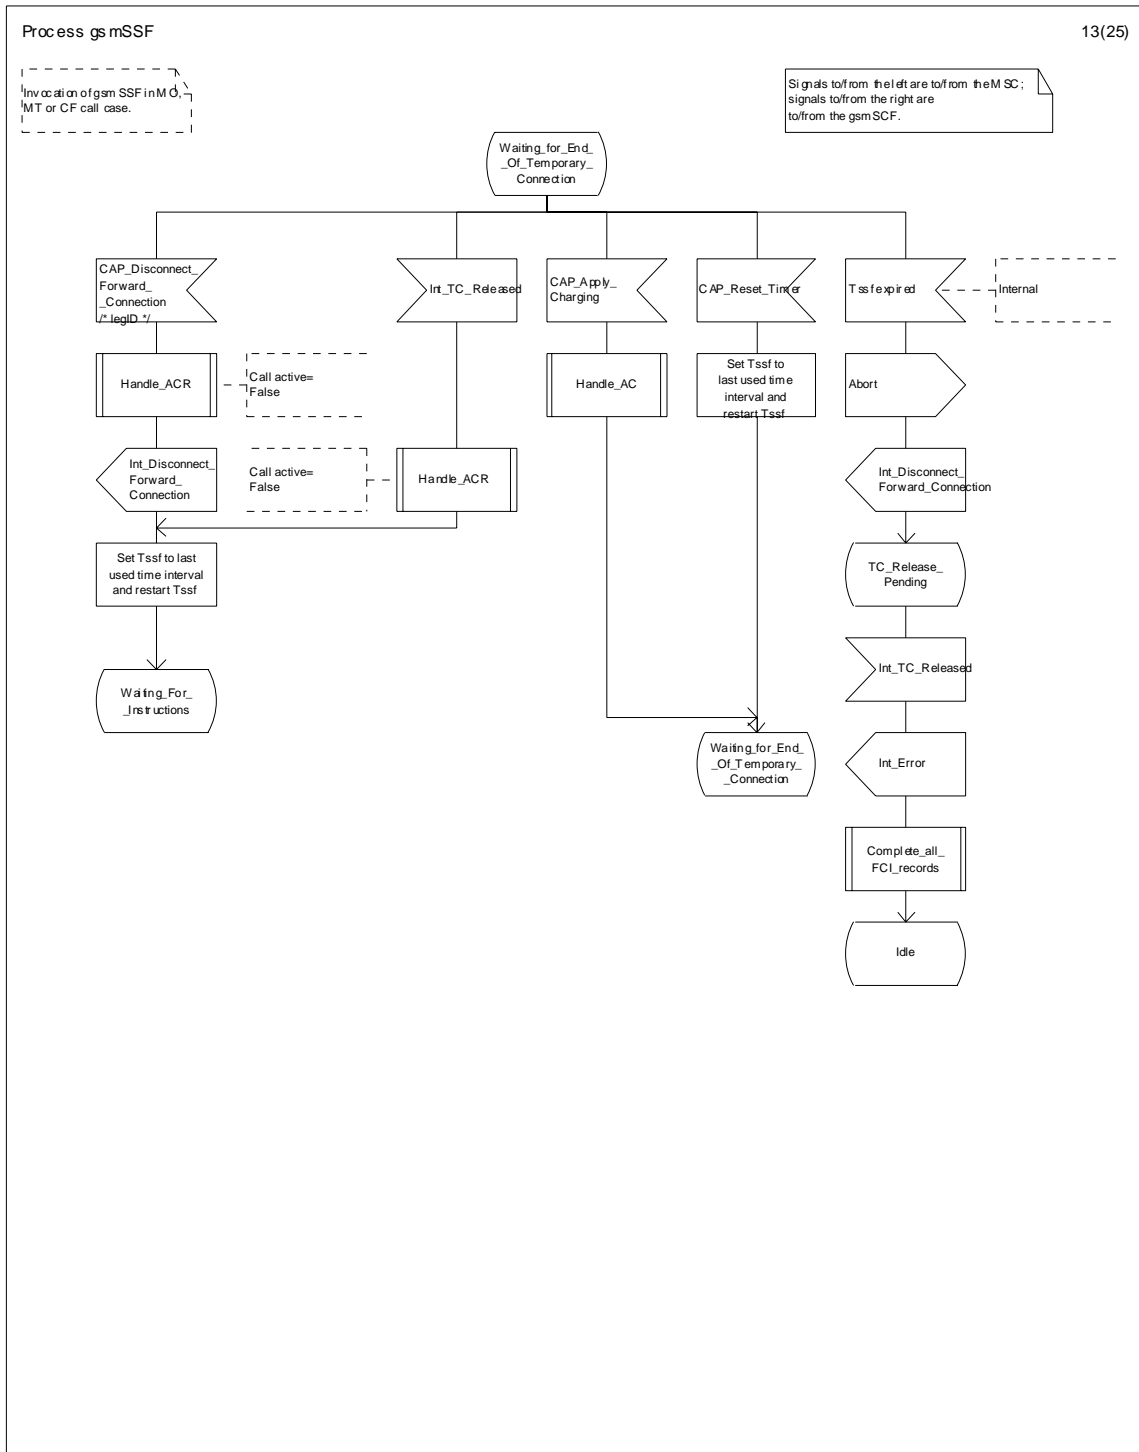 Process gsmSSF
13(25)
Invocation of gsm SSF in MO,
MT or CF call case.
Signals to/from the left are to/from the MSC;
signals to/from the right are
to/from the gsmSCF.
Waiting_for_End_
_Of_Temporary_
_Connection
CAP_Disconnect_
Forward_
_Connection
/* legID */
Int_TC_Released
CAP_Apply_
Charging
CAP_Reset_Timer
Tssf expired
Internal
Handle_ACR
Call active=
False
Handle_AC
Set Tssf to
last used time
interval and
restart Tssf
Abort
Int_Disconnect_
Forward_
Connection
Call active=
False
Handle_ACR
Int_Disconnect_
Forward_Connection
Set Tssf to last
used time interval
and restart Tssf
TC_Release_
Pending
Int_TC_Released
Waiting_For_
_Instructions
Waiting_for_End_
_Of_Temporary_
_Connection
Int_Error
Complete_all_
FCI_records
Idle